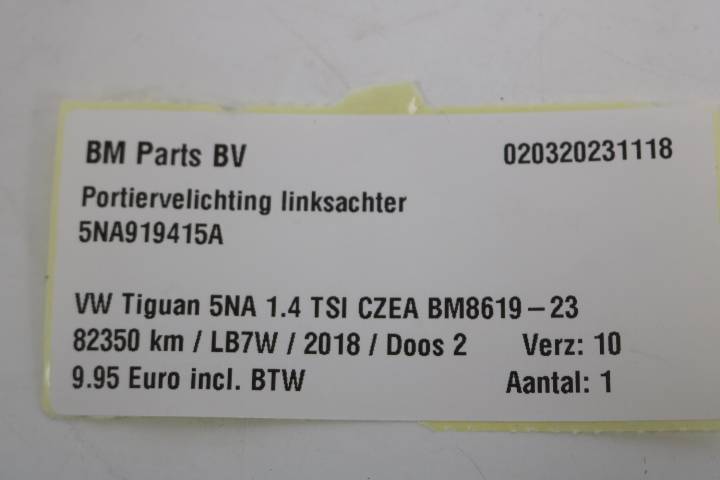 BM Parts BV 020320231118
Portiervelichting linksachter
5NA919415A
VW Tiguan 5NA 1.4 TSI CZEA BM8619-23
82350 km / LB7W / 2018 / Doos 2 Verz: 10
9.95 Euro incl. BTW Aantal: 1